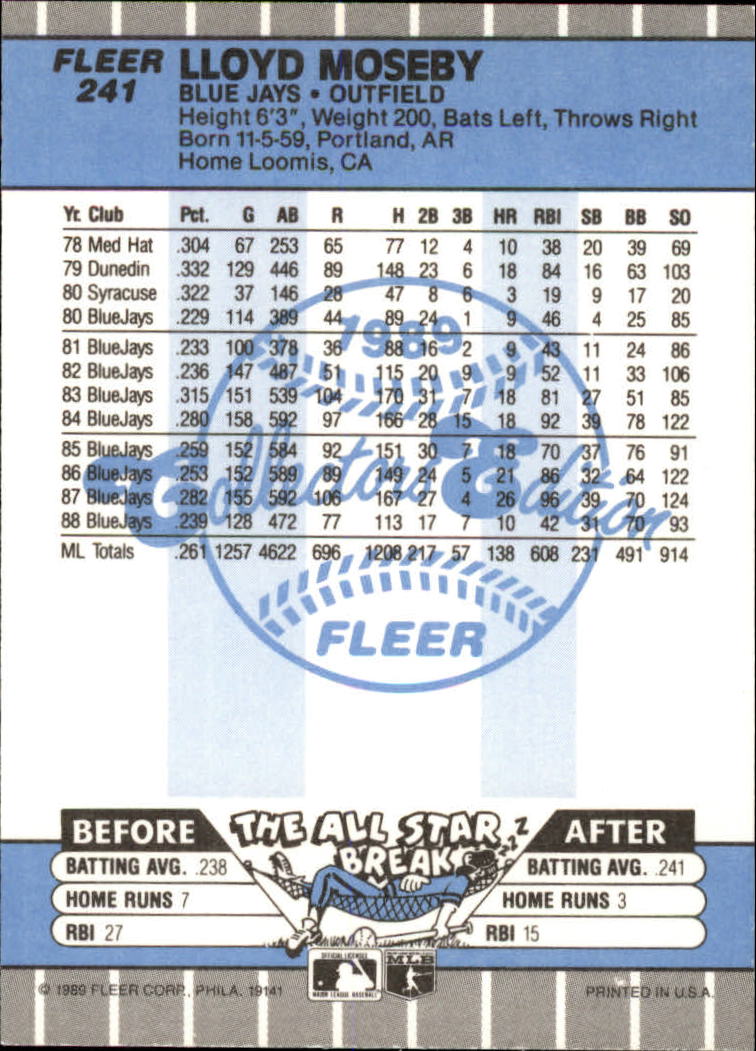 FLEER LLOYD MOSEBY
241 BLUE JAYS • OUTFIELD
Height 6'3", Weight 200, Bats Left, Throws Right
Born 11-5-59, Portland, AR
Home Loomis, CA
Yr. Club Pct. G AB R H 2B 3B HR RBI SB BB SO
78 Med Hat .304 67 253 65 77 12 4 10 38 20 39 69
79 Dunedin .332 129 446 89 148 23 6 18 84 16 63 103
80 Syracuse .322 37 146 28 47 8 6 3 19 9 17 20
80 BlueJays .229 114 389 44 89 24 1 9 46 4 25 85
81 BlueJays .233 100 378 36 88 16 2 9 43 11 24 86
82 BlueJays .236 147 487 51 115 20 9 9 52 11 33 106
83 BlueJays .315 151 539 104 170 31 7 18 81 27 51 85
84 BlueJays .280 158 592 97 166 28 15 18 92 39 78 122
85 BlueJays .259 152 584 92 151 30 7 18 70 37 76 91
86 BlueJays .253 152 589 89 149 24 5 21 86 32 64 122
87 BlueJays .282 155 592 106 167 27 4 26 96 39 70 124
88 BlueJays .239 128 472 77 113 17 7 10 42 31 70 93
ML Totals .261 1257 4622 696 1208 217 57 138 608 231 491 914
1989
Collectors Edition
FLEER
BEFORE THE ALL STAR BREAK ZZZ AFTER
BATTING AVG. .238 BATTING AVG. .241
HOME RUNS 7 HOME RUNS 3
RBI 27 RBI 15
OFFICIAL LICENSEE
MAJOR LEAGUE BASEBALL
MLB
© 1989 FLEER CORP., PHILA. 19141 PRINTED IN U.S.A.